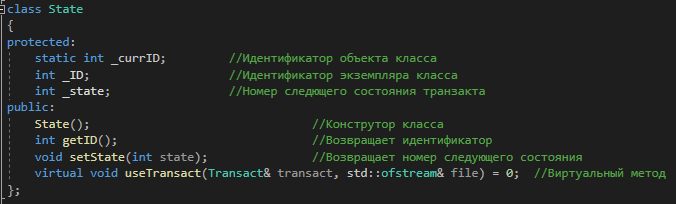 class State
{
protected:
static int _currID; //Идентификатор объекта класса
int _ID; //Идентификатор экземпляра класса
int _state; //Номер следющего состояния транзакта
public:
State(); //Конструтор класса
int getID(); //Возвращает идентификатор
void setState(int state); //Возвращает номер следующего состояния
virtual void useTransact(Transact& transact, std::ofstream& file) = 0; //Виртуальный метод
};